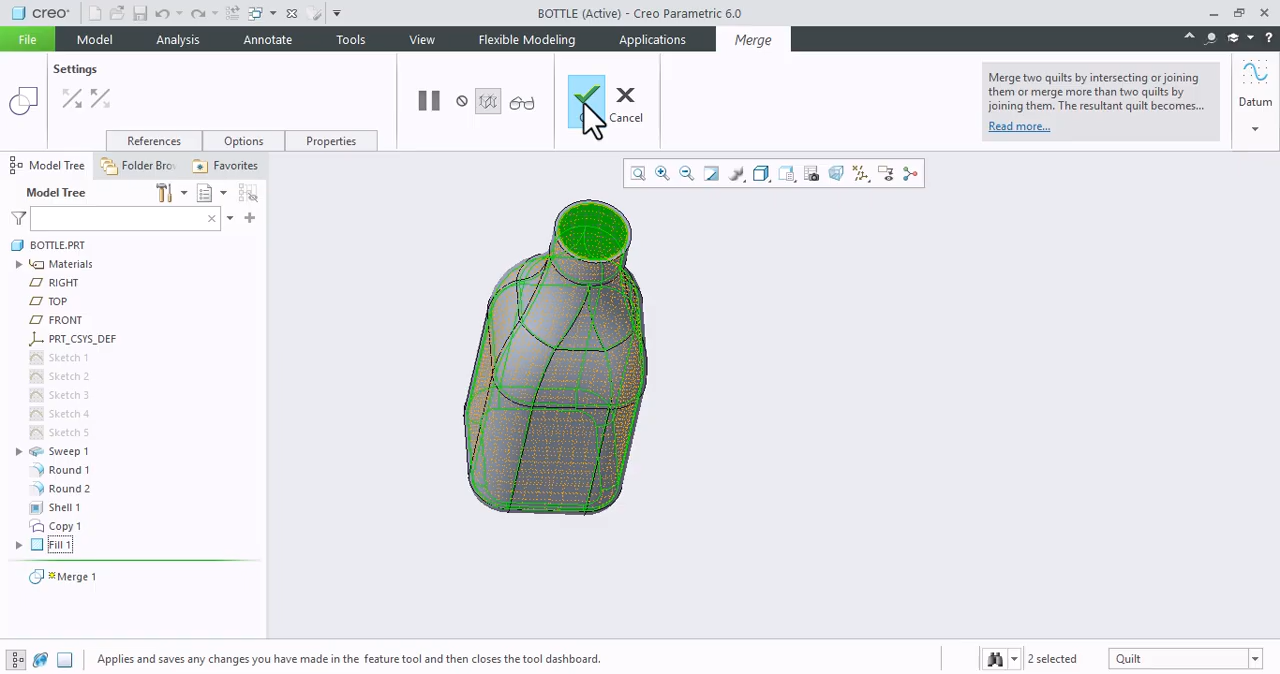 creo
BOTTLE (Active) - Creo Parametric 6.0
File
Model
Analysis
Annotate
Tools
View
Flexible Modeling
Applications
Merge
Settings
Cancel
References
Options
Properties
Merge two quilts by intersecting or joining
them or merge more than two quilts by
joining them. The resultant quilt becomes...
Read more...
Datum
Model Tree
Folder Bro
Favorites
Model Tree
BOTTLE.PRT
Materials
RIGHT
TOP
FRONT
PRT_CSYS_DEF
Sketch 1
Sketch 2
Sketch 3
Sketch 4
Sketch 5
Sweep 1
Round 1
Round 2
Shell 1
Copy 1
Fill 1
Merge 1
Applies and saves any changes you have made in the feature tool and then closes the tool dashboard.
2 selected
Quilt